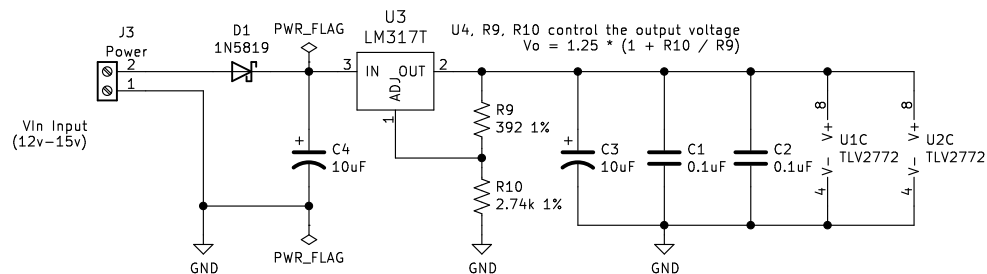 J3
Power
2
1
VIn Input
(12v-15v)
D1
1N5819
PWR_FLAG
U3
LM317T
3
IN
OUT
2
ADJ
1
U4, R9, R10 control the output voltage
Vo = 1.25 * (1 + R10 / R9)
+
C4
10uF
R9
392 1%
R10
2.74k 1%
+
C3
10uF
C1
0.1uF
C2
0.1uF
8
V+
U1C
TLV2772
V-
4
8
V+
U2C
TLV2772
V-
4
GND
PWR_FLAG
GND
GND